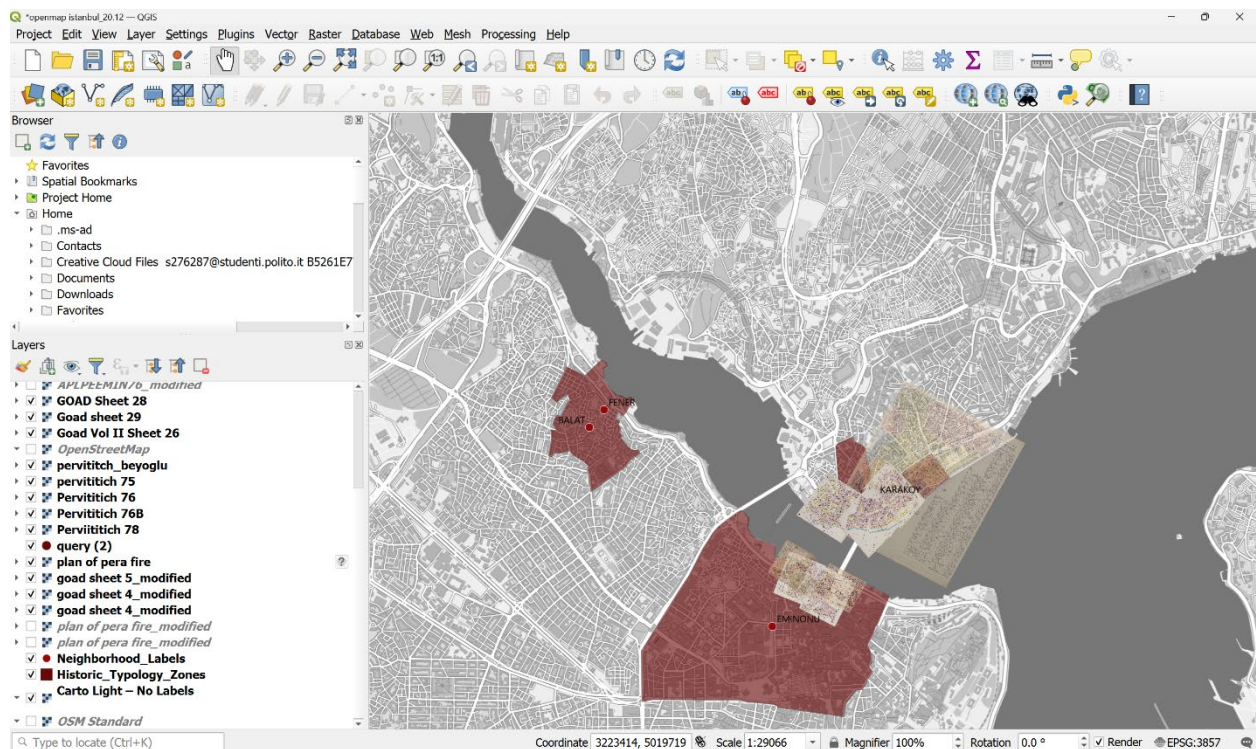 *openmap istanbul_20.12 — QGIS
Project Edit View Layer Settings Plugins Vector Raster Database Web Mesh Processing Help
Browser
Favorites
Spatial Bookmarks
Project Home
Home
.ms-ad
Contacts
Creative Cloud Files s276287@studenti.polito.it B5261E7
Documents
Downloads
Favorites
Layers
APLPEEMIN76_modified
GOAD Sheet 28
Goad sheet 29
Goad Vol II Sheet 26
OpenStreetMap
pervititch_beyoglu
pervititich 75
Pervititich 76
Pervititich 76B
Perviititich 78
query (2)
plan of pera fire
goad sheet 5_modified
goad sheet 4_modified
goad sheet 4_modified
plan of pera fire_modified
plan of pera fire_modified
Neighborhood_Labels
Historic_Typology_Zones
Carto Light – No Labels
OSM Standard
FENER
BALAT
KARAKOY
EMINONU
Type to locate (Ctrl+K)
Coordinate 3223414, 5019719 Scale 1:29066 Magnifier 100% Rotation 0.0 ° Render EPSG:3857